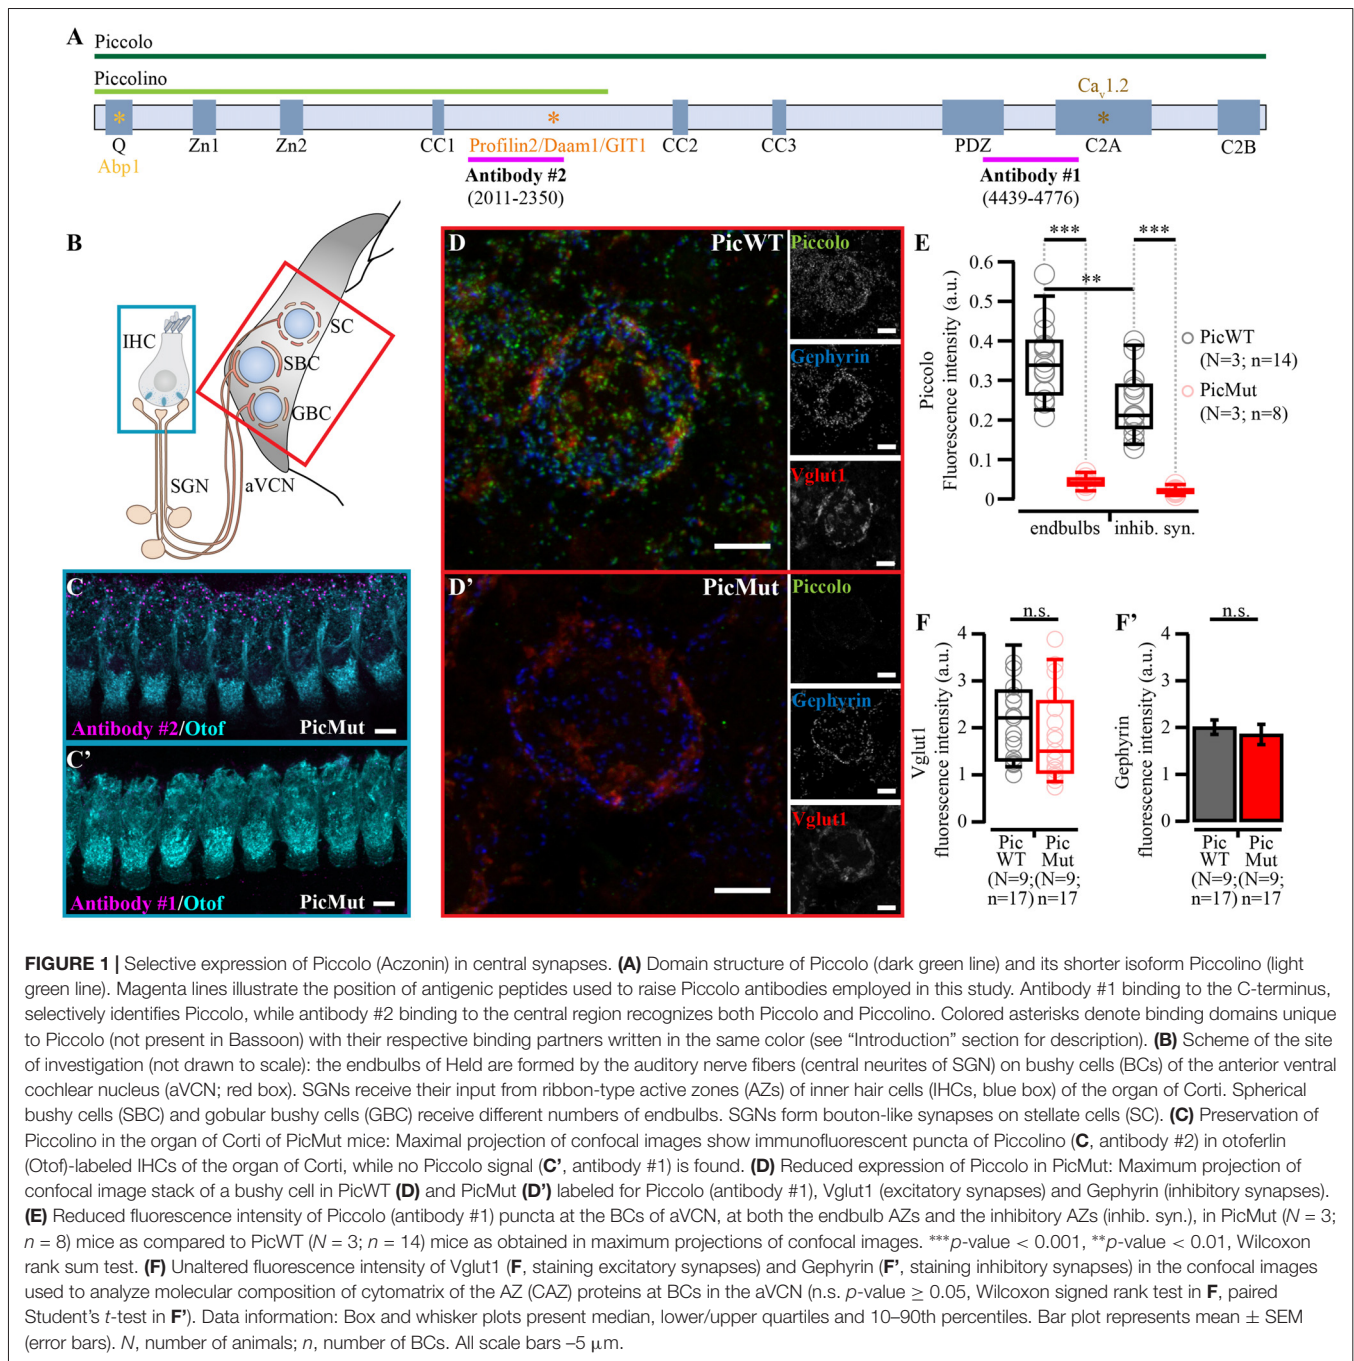 A
Piccolo
Piccolino
Cav1.2
* * *
Q Zn1 Zn2 CC1 Profilin2/Daam1/GIT1 CC2 CC3 PDZ C2A C2B
Abp1
Antibody #2
(2011-2350)
Antibody #1
(4439-4776)
B
IHC
SC
SBC
GBC
SGN
aVCN
C
Antibody #2/Otof PicMut
C'
Antibody #1/Otof PicMut
D PicWT
Piccolo
Gephyrin
Vglut1
D' PicMut
Piccolo
Gephyrin
Vglut1
E
*** ***
**
Piccolo
Fluorescence intensity (a.u.)
0.6
0.5
0.4
0.3
0.2
0.1
0
PicWT
(N=3; n=14)
PicMut
(N=3; n=8)
endbulbs inhib. syn.
F
n.s.
Vglut1
fluorescence intensity (a.u.)
4
3
2
1
0
Pic Pic
WT Mut
(N=9; (N=9;
n=17) n=17
F'
n.s.
Gephyrin
fluorescence intensity (a.u.)
4
3
2
1
0
Pic Pic
WT Mut
(N=9; (N=9;
n=17) n=17
FIGURE 1 | Selective expression of Piccolo (Aczonin) in central synapses. (A) Domain structure of Piccolo (dark green line) and its shorter isoform Piccolino (light
green line). Magenta lines illustrate the position of antigenic peptides used to raise Piccolo antibodies employed in this study. Antibody #1 binding to the C-terminus,
selectively identifies Piccolo, while antibody #2 binding to the central region recognizes both Piccolo and Piccolino. Colored asterisks denote binding domains unique
to Piccolo (not present in Bassoon) with their respective binding partners written in the same color (see “Introduction” section for description). (B) Scheme of the site
of investigation (not drawn to scale): the endbulbs of Held are formed by the auditory nerve fibers (central neurites of SGN) on bushy cells (BCs) of the anterior ventral
cochlear nucleus (aVCN; red box). SGNs receive their input from ribbon-type active zones (AZs) of inner hair cells (IHCs, blue box) of the organ of Corti. Spherical
bushy cells (SBC) and gobular bushy cells (GBC) receive different numbers of endbulbs. SGNs form bouton-like synapses on stellate cells (SC). (C) Preservation of
Piccolino in the organ of Corti of PicMut mice: Maximal projection of confocal images show immunofluorescent puncta of Piccolino (C, antibody #2) in otoferlin
(Otof)-labeled IHCs of the organ of Corti, while no Piccolo signal (C’, antibody #1) is found. (D) Reduced expression of Piccolo in PicMut: Maximum projection of
confocal image stack of a bushy cell in PicWT (D) and PicMut (D’) labeled for Piccolo (antibody #1), Vglut1 (excitatory synapses) and Gephyrin (inhibitory synapses).
(E) Reduced fluorescence intensity of Piccolo (antibody #1) puncta at the BCs of aVCN, at both the endbulb AZs and the inhibitory AZs (inhib. syn.), in PicMut (N = 3;
n = 8) mice as compared to PicWT (N = 3; n = 14) mice as obtained in maximum projections of confocal images. ***p-value < 0.001, **p-value < 0.01, Wilcoxon
rank sum test. (F) Unaltered fluorescence intensity of Vglut1 (F, staining excitatory synapses) and Gephyrin (F’, staining inhibitory synapses) in the confocal images
used to analyze molecular composition of cytomatrix of the AZ (CAZ) proteins at BCs in the aVCN (n.s. p-value ≥ 0.05, Wilcoxon signed rank test in F, paired
Student’s t-test in F’). Data information: Box and whisker plots present median, lower/upper quartiles and 10–90th percentiles. Bar plot represents mean ± SEM
(error bars). N, number of animals; n, number of BCs. All scale bars –5 μm.